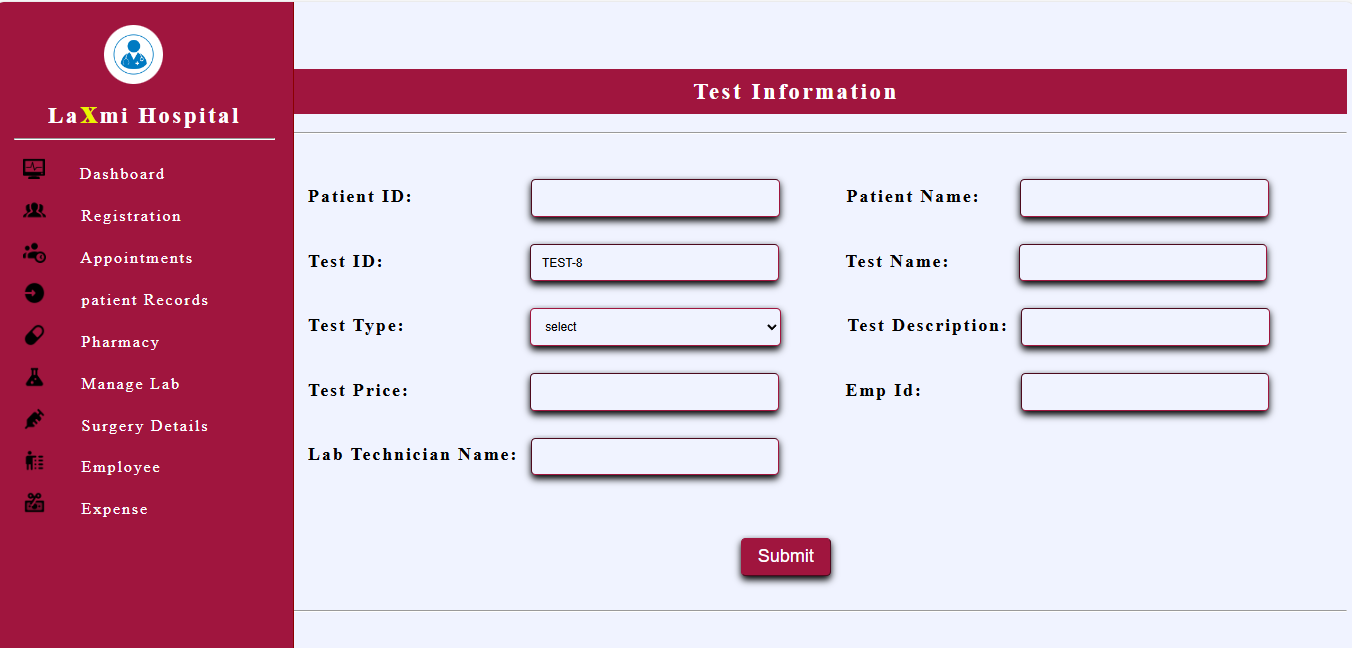 LaXmi Hospital
Dashboard
Registration
Appointments
patient Records
Pharmacy
Manage Lab
Surgery Details
Employee
Expense
Test Information
Patient ID:
Patient Name:
Test ID: TEST-8
Test Name:
Test Type: select
Test Description:
Test Price:
Emp Id:
Lab Technician Name:
Submit